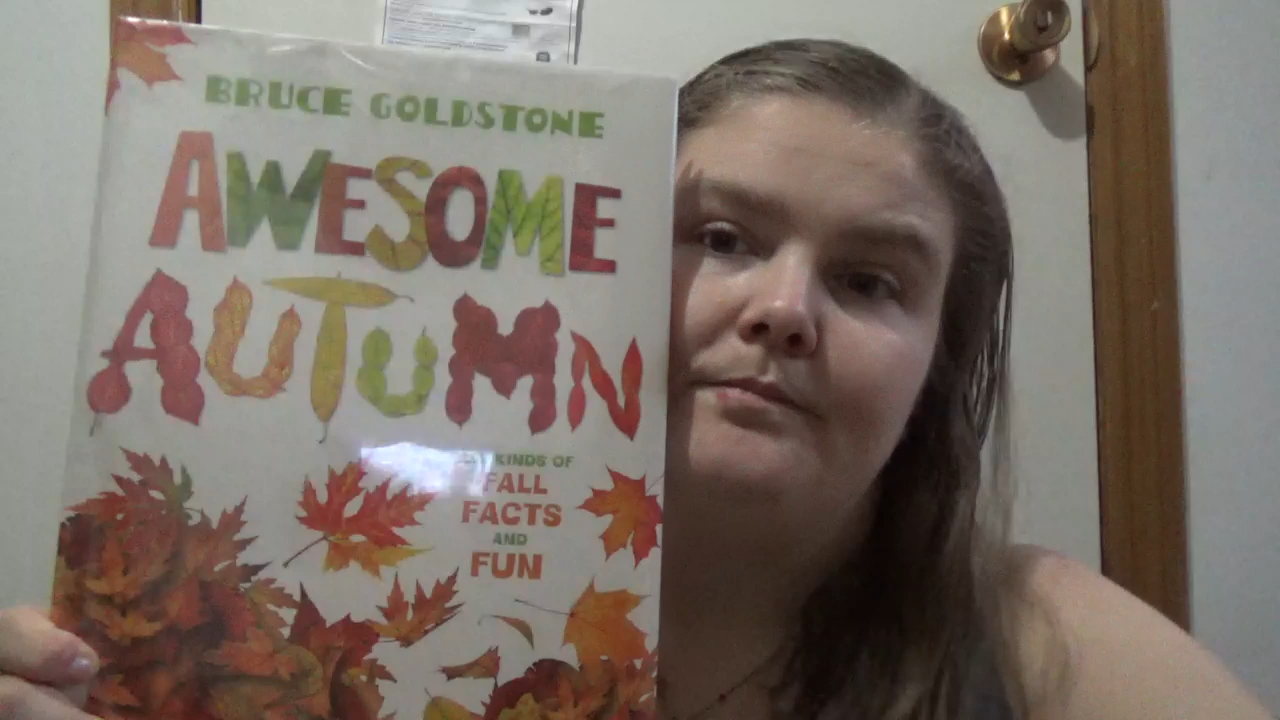 BRUCE GOLDSTONE
AWESOME
AUTUMN
KINDS OF
FALL
FACTS
AND
FUN